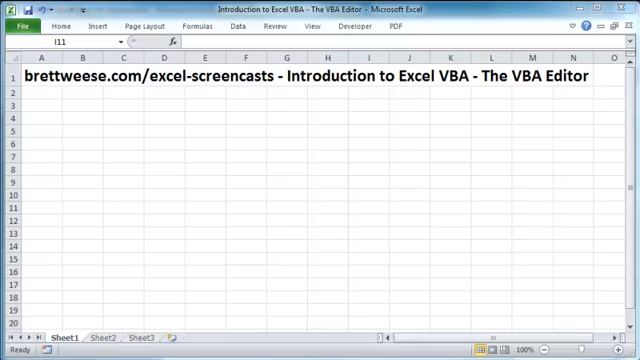 Introduction to Excel VBA - The VBA Editor - Microsoft Excel
File Home Insert Page Layout Formulas Data Review View Developer PDF
I11 fx
A B C D E F G H I J K L M N O
1 brettweese.com/excel-screencasts - Introduction to Excel VBA - The VBA Editor
2
3
4
5
6
7
8
9
10
11
12
13
14
15
16
17
18
19
20
Sheet1 Sheet2 Sheet3
Ready 100%